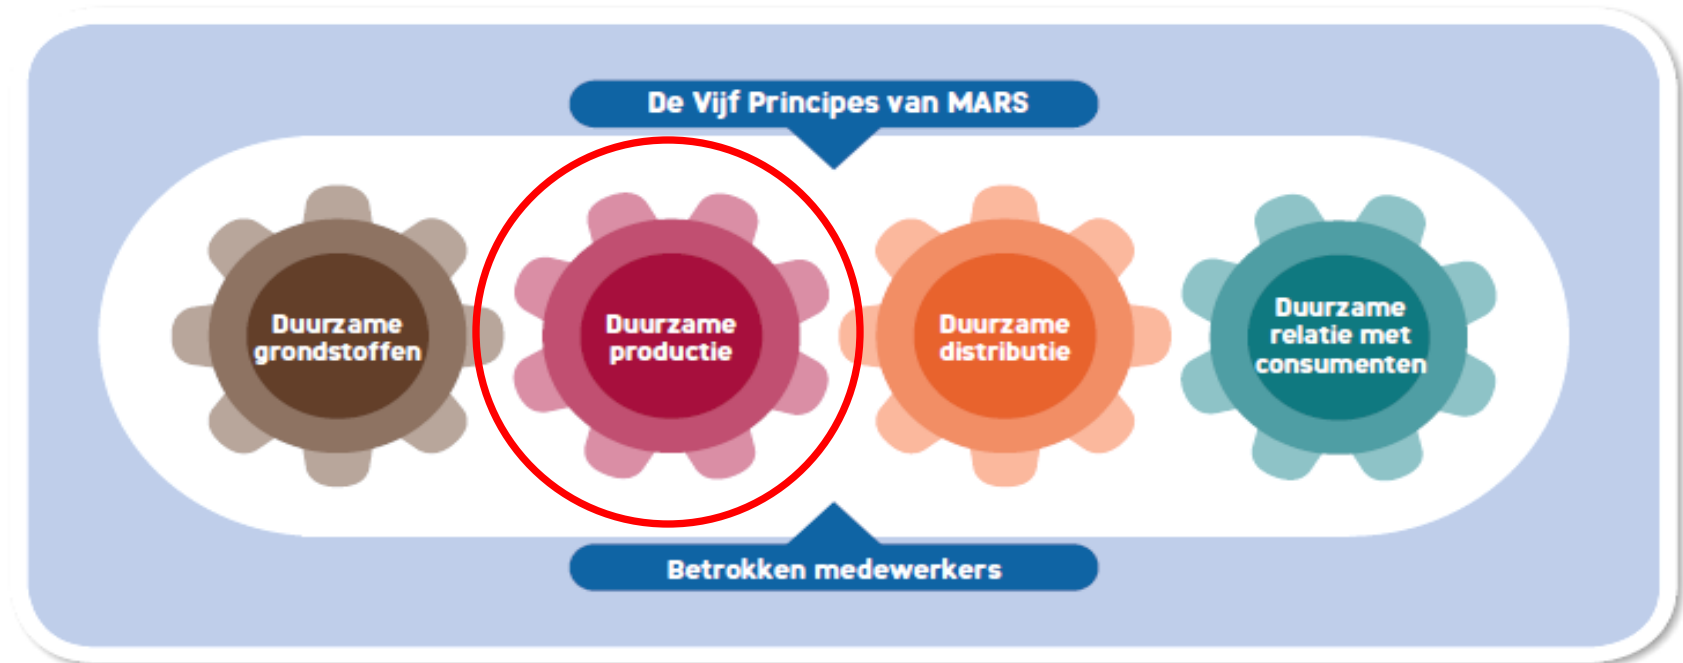 De Vijf Principes van MARS
Duurzame
grondstoffen
Duurzame
productie
Duurzame
distributie
Duurzame
relatie met
consumenten
Betrokken medewerkers